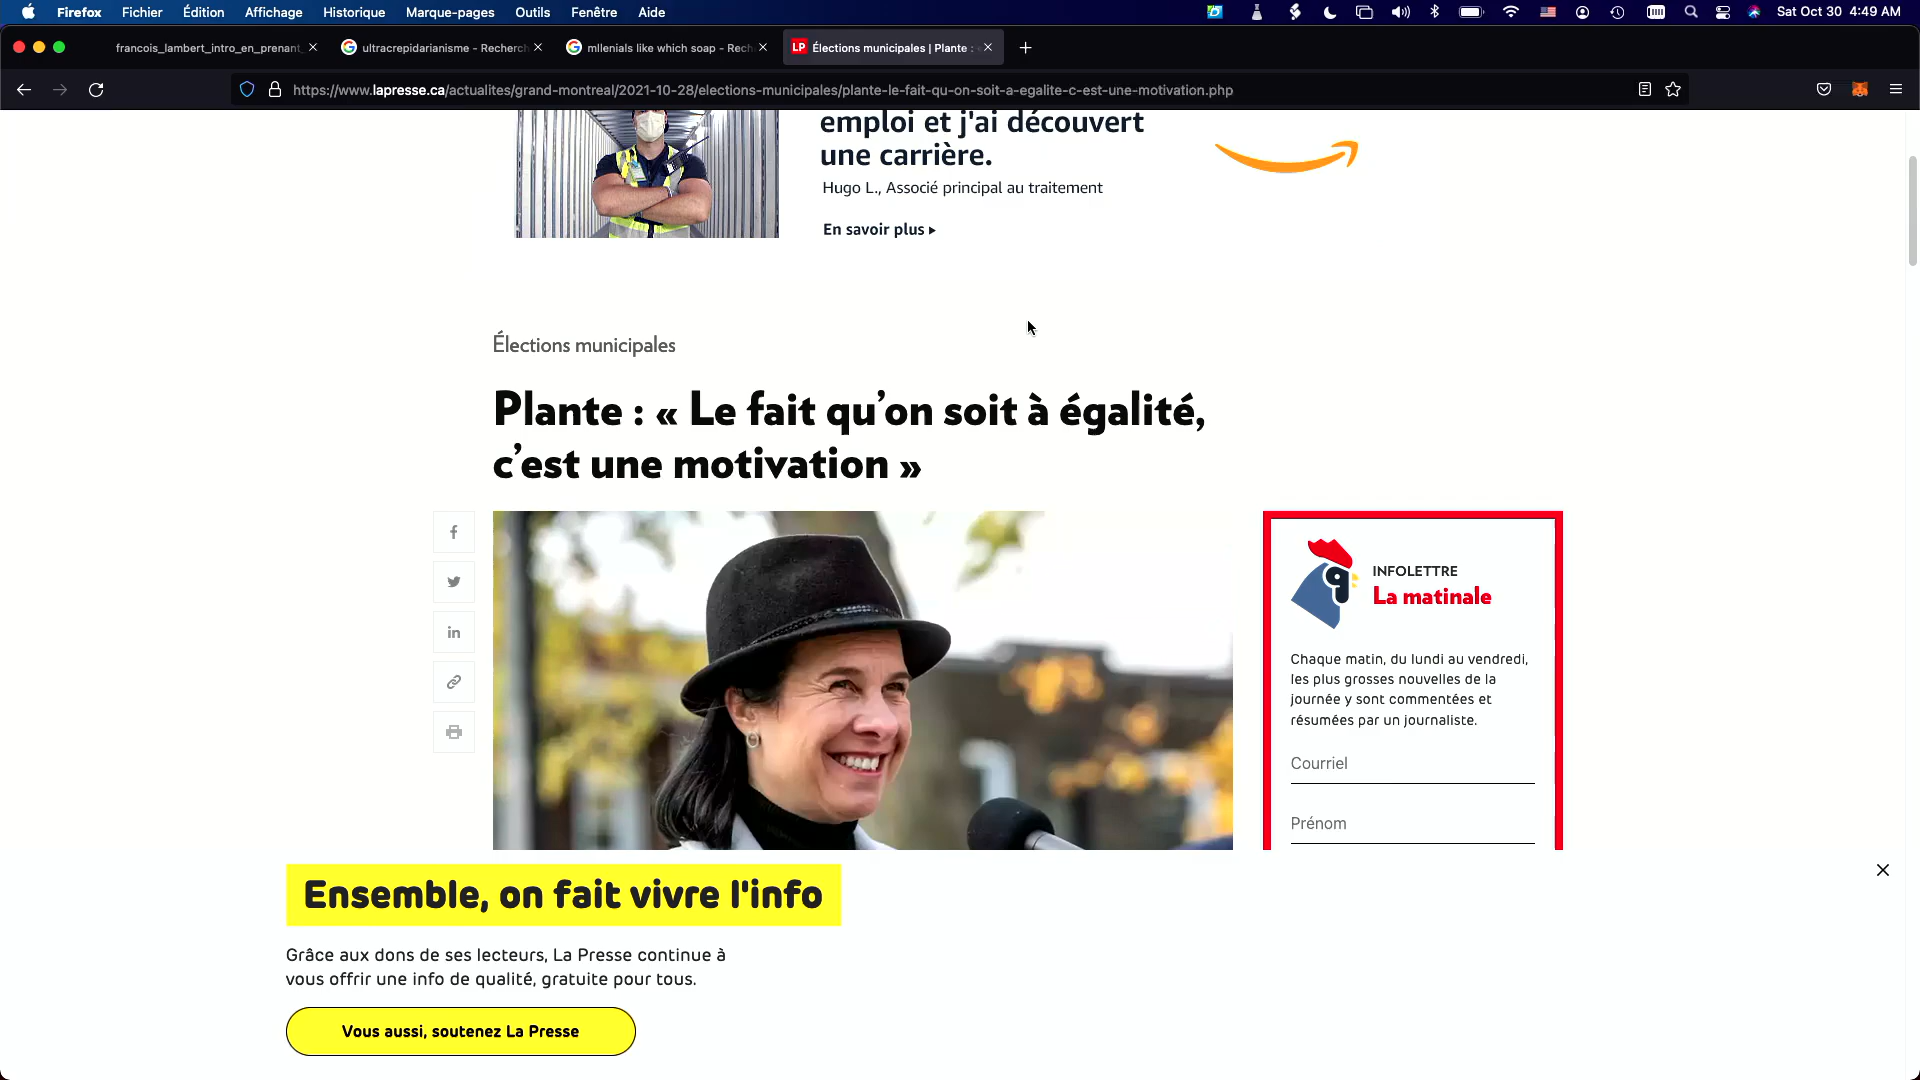 Firefox Fichier Édition Affichage Historique Marque-pages Outils Fenêtre Aide
Sat Oct 30 4:49 AM
francois_lambert_intro_en_prenant_
ultracrepidarianisme - Recherch
mllenials like which soap - Rech
LP Élections municipales | Plante :
https://www.lapresse.ca/actualites/grand-montreal/2021-10-28/elections-municipales/plante-le-fait-qu-on-soit-a-egalite-c-est-une-motivation.php
emploi et j'ai découvert
une carrière.
Hugo L., Associé principal au traitement
En savoir plus
Élections municipales
Plante : « Le fait qu’on soit à égalité,
c’est une motivation »
INFOLETTRE
La matinale
Chaque matin, du lundi au vendredi,
les plus grosses nouvelles de la
journée y sont commentées et
résumées par un journaliste.
Courriel
Prénom
Ensemble, on fait vivre l'info
Grâce aux dons de ses lecteurs, La Presse continue à
vous offrir une info de qualité, gratuite pour tous.
Vous aussi, soutenez La Presse